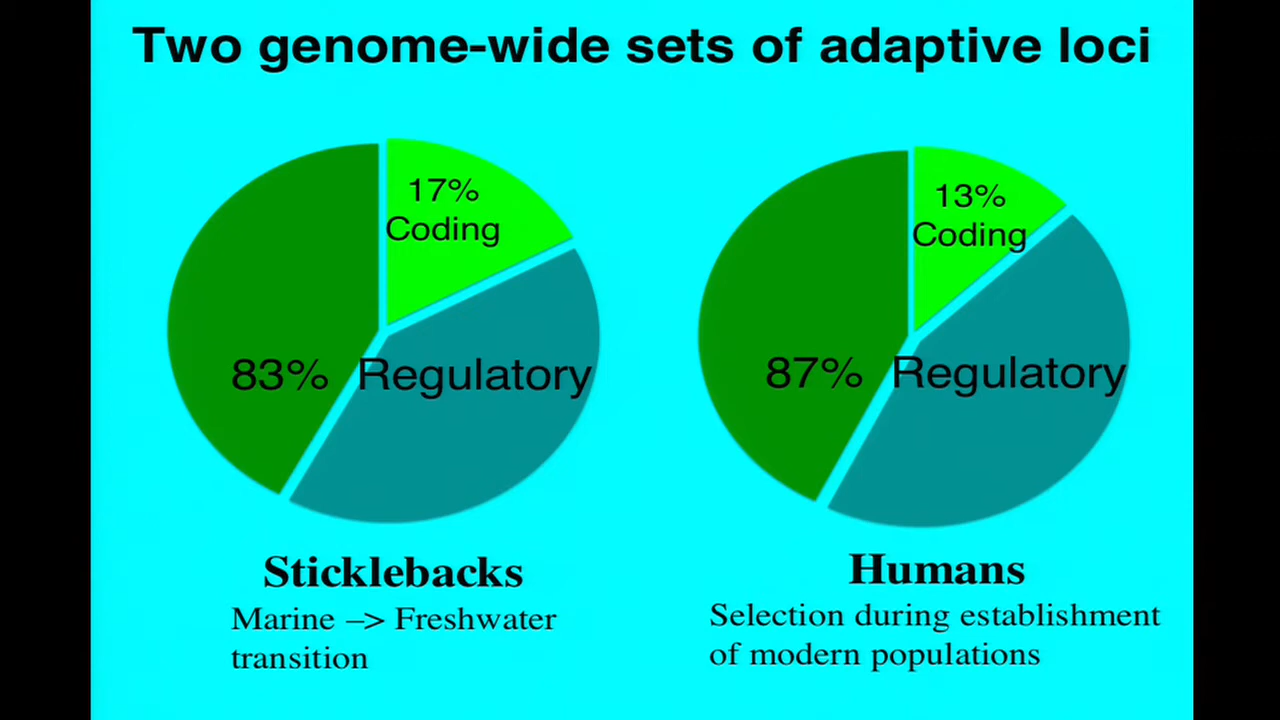 Two genome-wide sets of adaptive loci
17%
Coding
83% Regulatory
Sticklebacks
Marine –> Freshwater
transition
13%
Coding
87% Regulatory
Humans
Selection during establishment
of modern populations